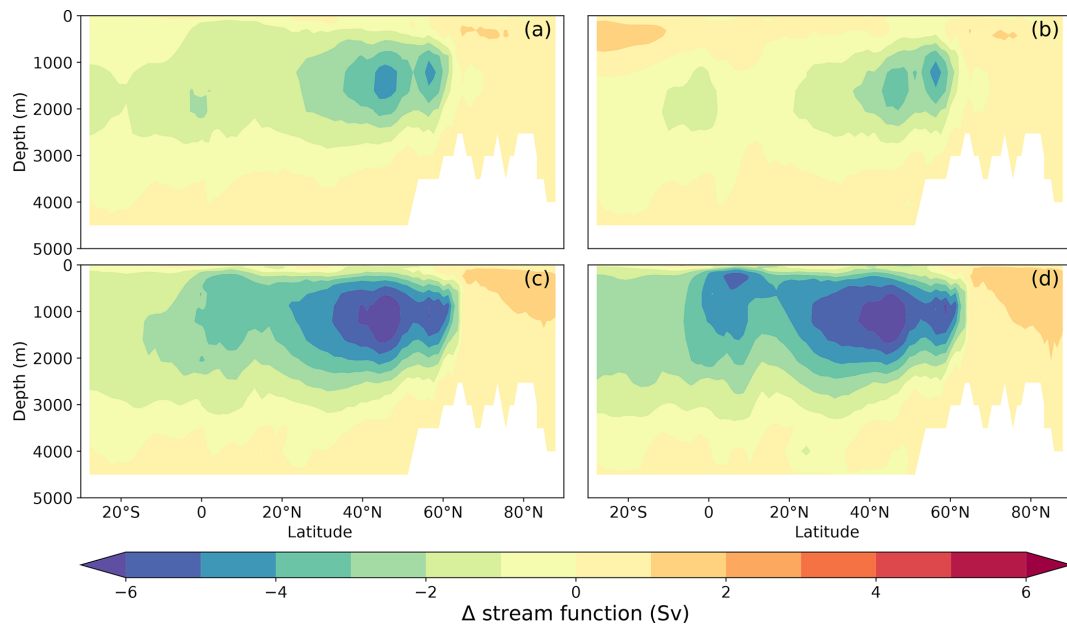 0
(a)
(b)
1000
2000
3000
4000
5000
Depth (m)
0
(c)
(d)
1000
2000
3000
4000
5000
Depth (m)
20°S 0 20°N 40°N 60°N 80°N
20°S 0 20°N 40°N 60°N 80°N
Latitude
Latitude
−6 −4 −2 0 2 4 6
Δ stream function (Sv)